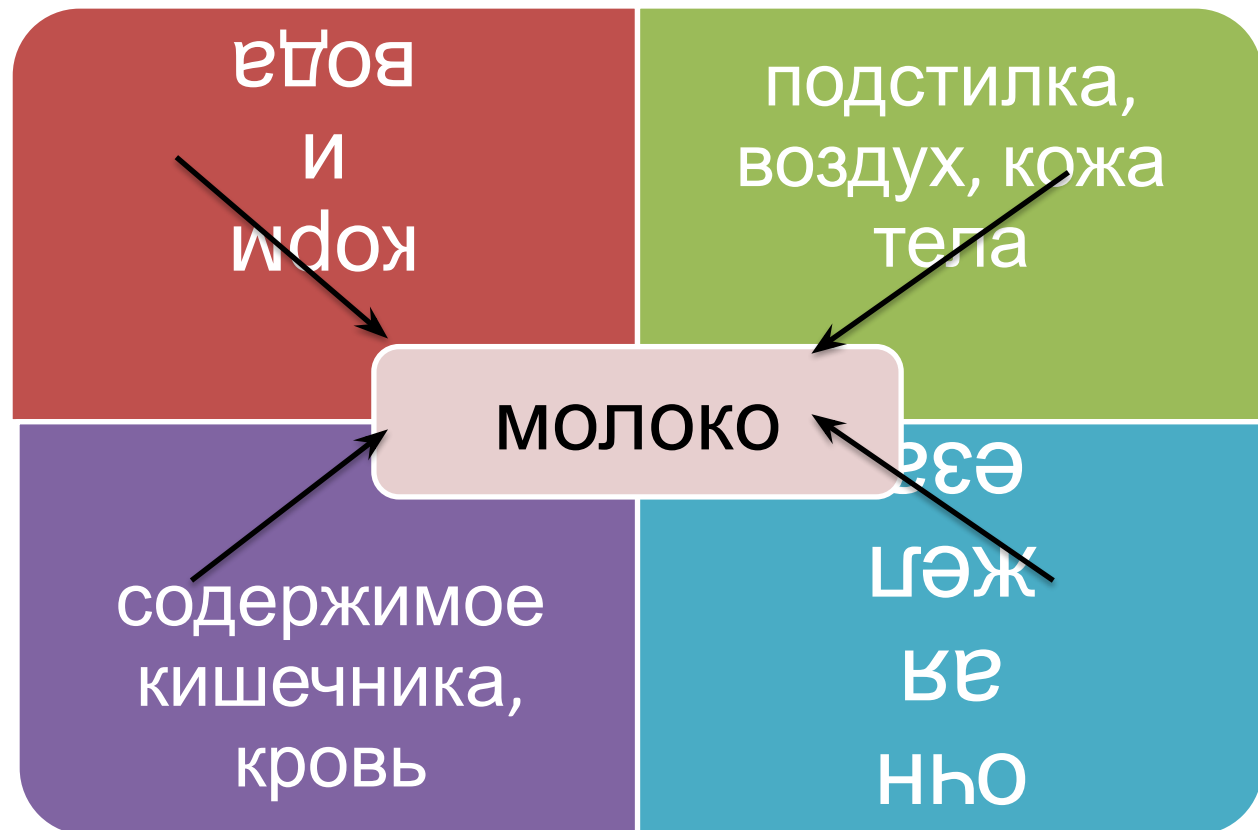 корм
и
вода
подстилка,
воздух, кожа
тела
молоко
содержимое
кишечника,
кровь
очн
ая
жел
еза